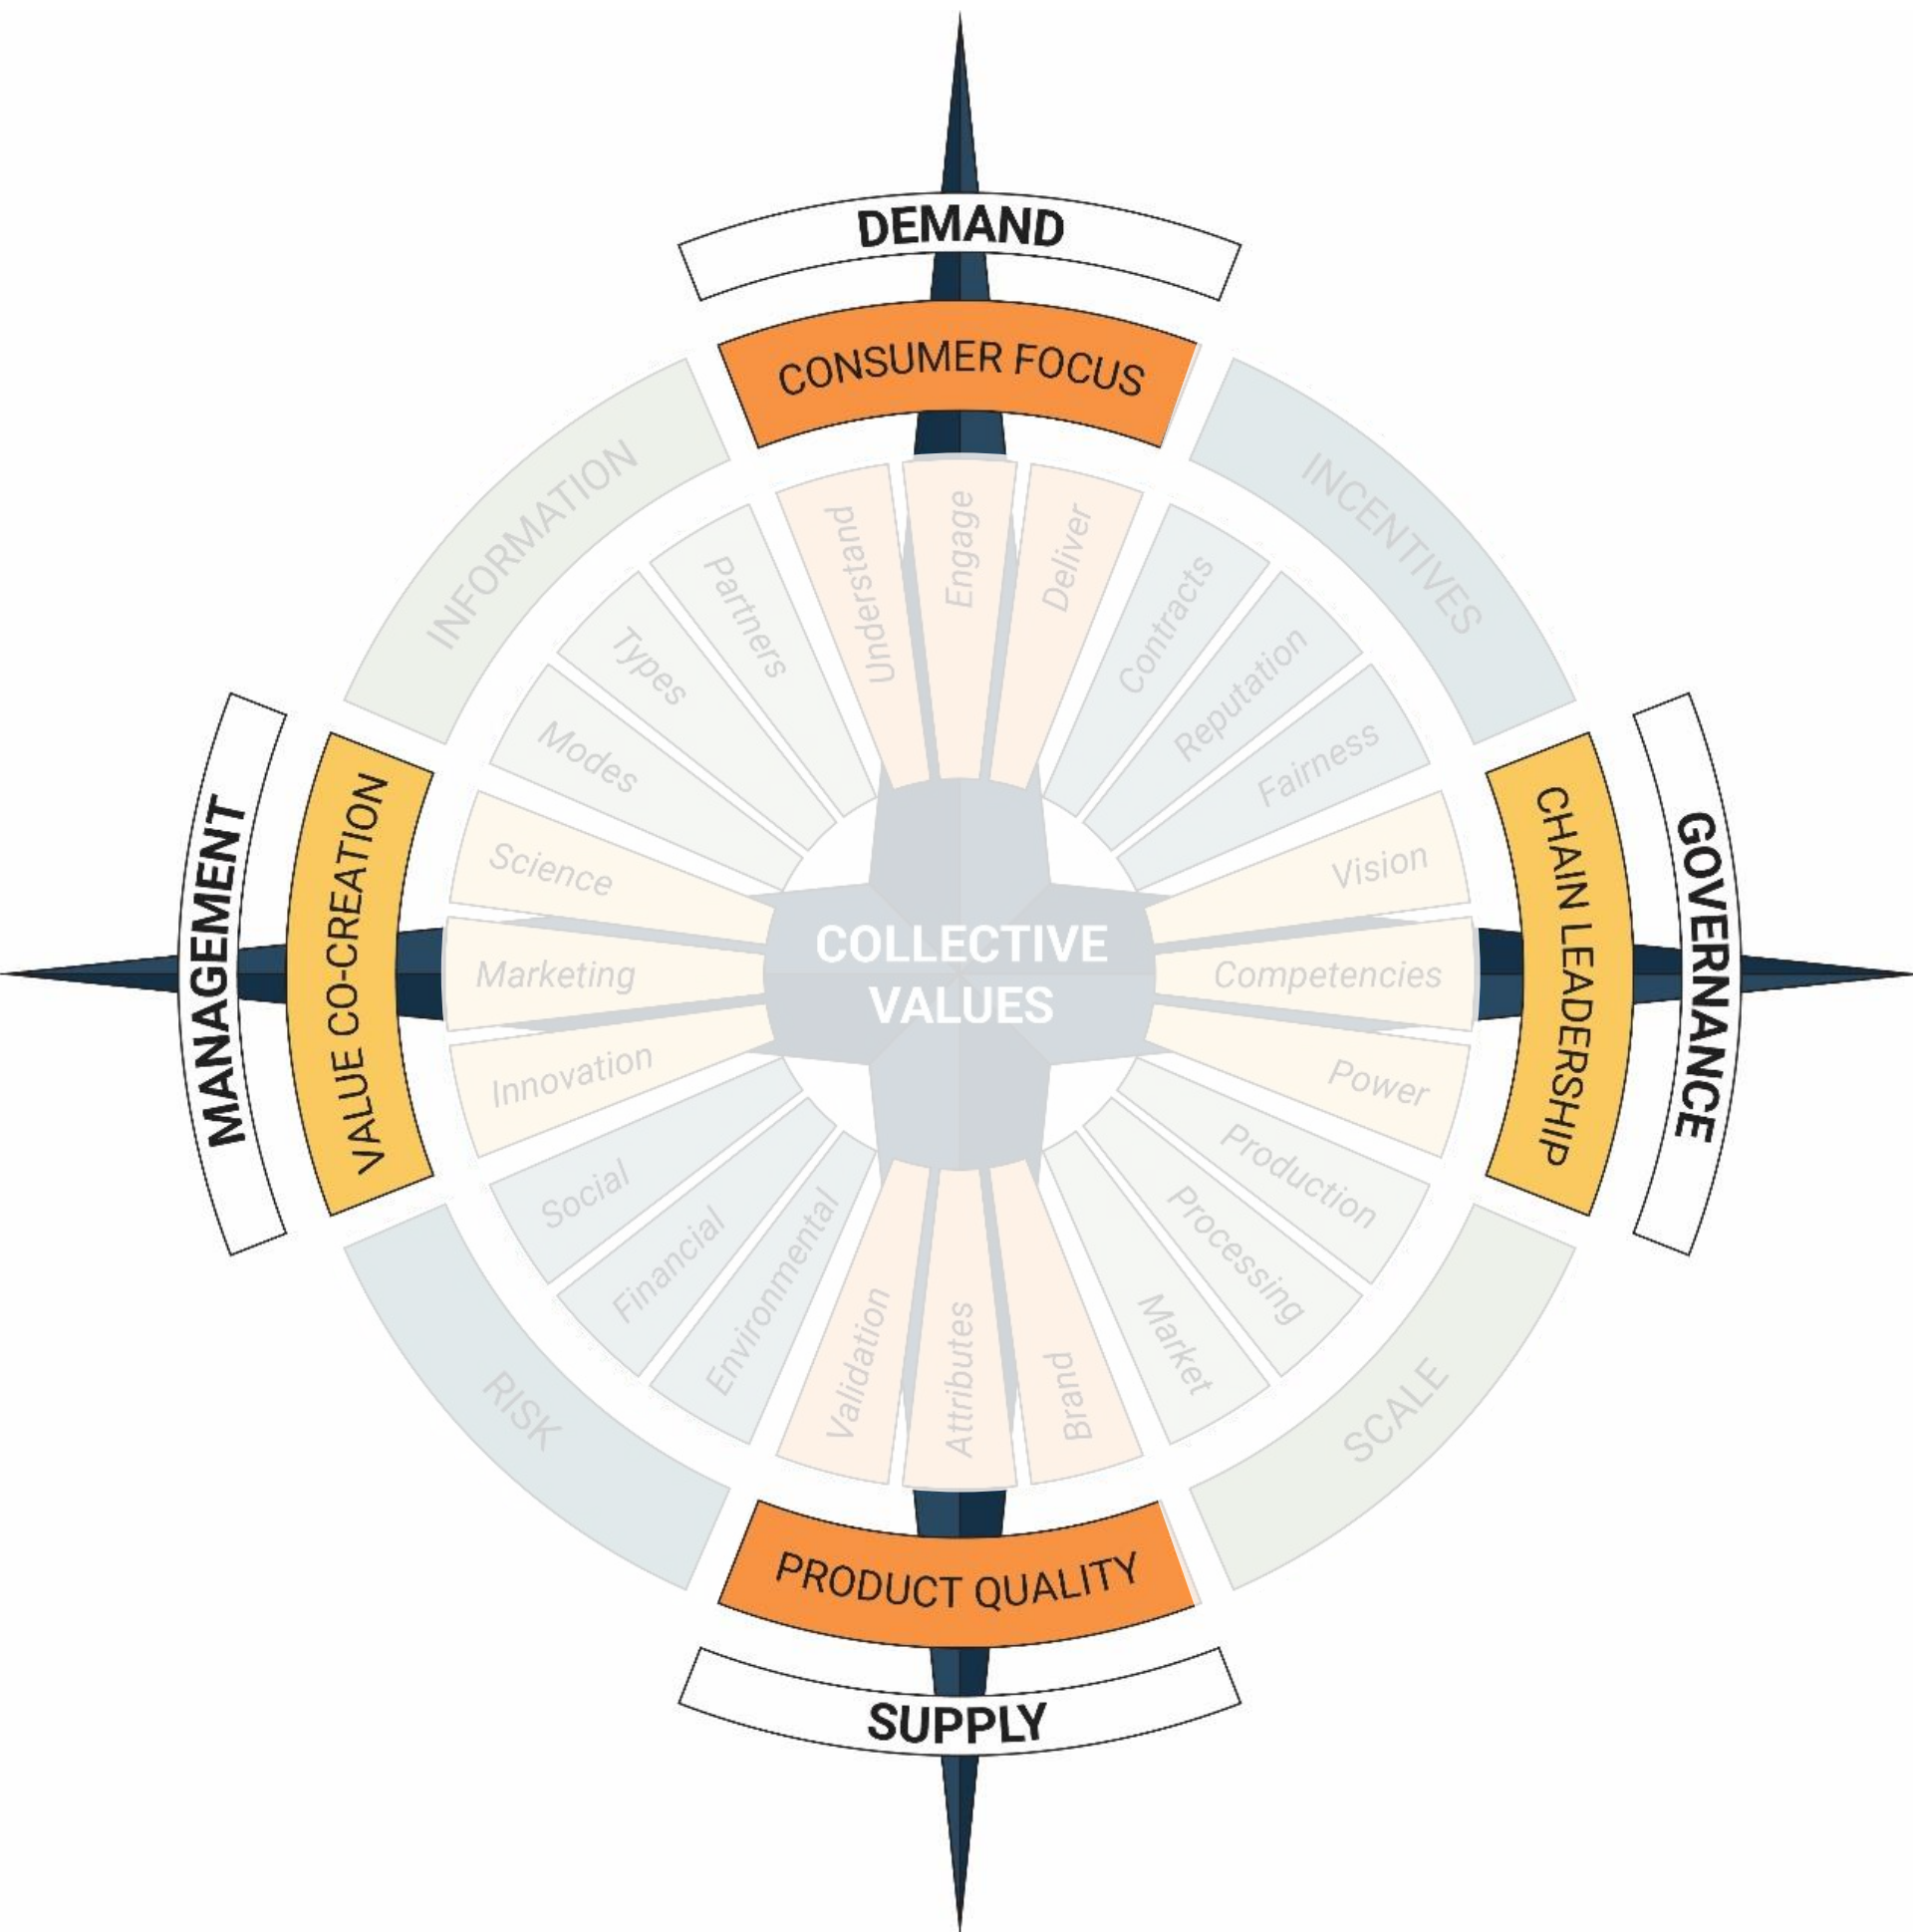 DEMAND
CONSUMER FOCUS
INFORMATION
INCENTIVES
Understand
Engage
Deliver
Partners
Types
Modes
Contracts
Reputation
Fairness
MANAGEMENT
VALUE CO-CREATION
Science
Marketing
Innovation
COLLECTIVE
VALUES
Vision
Competencies
Power
CHAIN LEADERSHIP
GOVERNANCE
Social
Financial
Environmental
Validation
Attributes
Brand
Market
Processing
Production
RISK
SCALE
PRODUCT QUALITY
SUPPLY